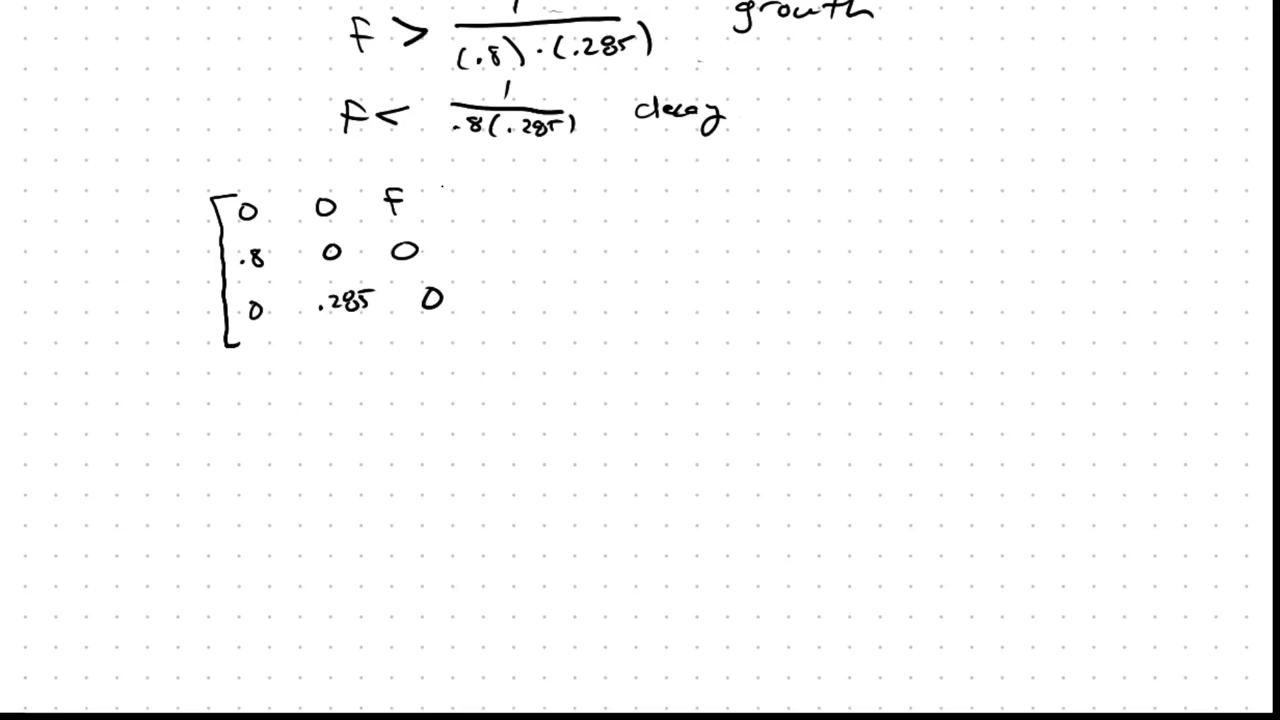 F > 1/((.8)·(.285)) growth
F < 1/(.8(.285)) decay
[0 0 F
.8 0 0
0 .285 0